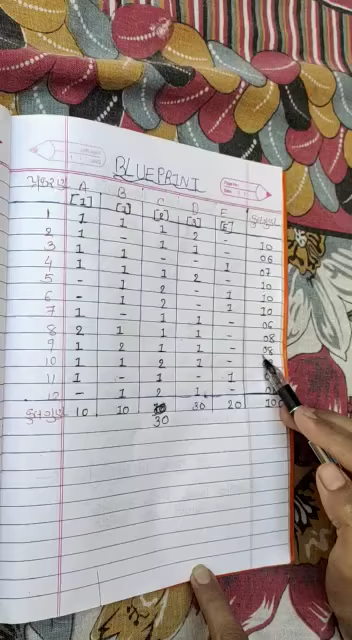 BLUEPRINT
પ્રકરણ A B C D E કુલગુણ
[1] [1] [2] [3] [5]
1 1 1 1 2 - 10
2 1 - 1 1 - 06
3 1 1 1 1 - 07
4 1 1 1 - 1
5 - 1 2 2 - 10
6 - 1 2 - 1 10
7 1 - 1 1 - 06
8 2 1 1 1 - 08
9 1 2 1 1 - 08
10 1 1 2 1 -
11 1 - 1 - 1
12 - 1 2 1 -
કુલગુણ 10 10 30 20 100
30